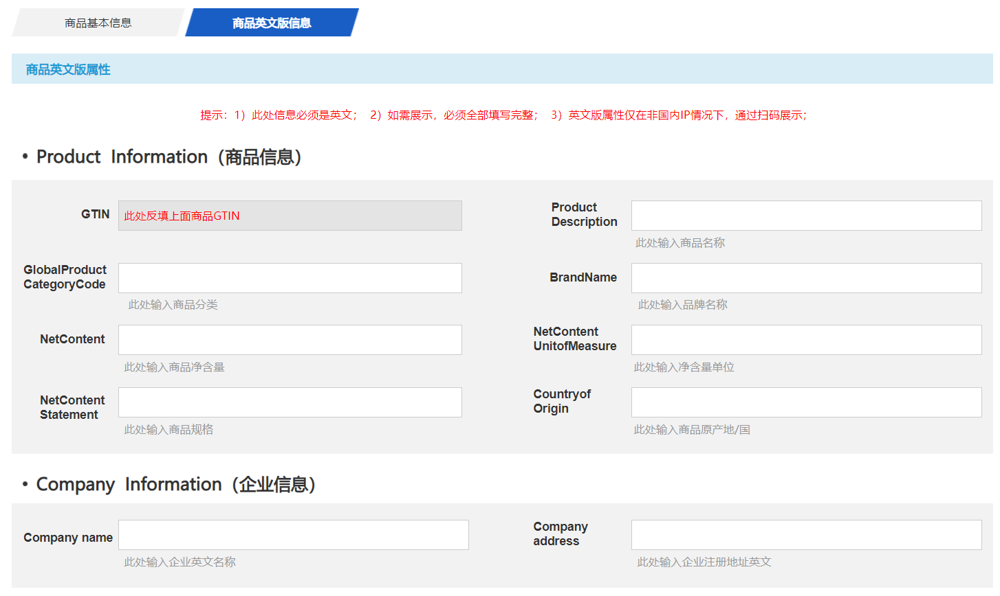 商品基本信息
商品英文版信息
商品英文版属性
提示：1）此处信息必须是英文； 2）如需展示，必须全部填写完整； 3）英文版属性仅在非国内IP情况下，通过扫码展示；
• Product Information（商品信息）
GTIN
此处反填上面商品GTIN
Product
Description
此处输入商品名称
GlobalProduct
CategoryCode
此处输入商品分类
BrandName
此处输入品牌名称
NetContent
此处输入商品净含量
NetContent
UnitofMeasure
此处输入净含量单位
NetContent
Statement
此处输入商品规格
Countryof
Origin
此处输入商品原产地/国
• Company Information（企业信息）
Company name
此处输入企业英文名称
Company
address
此处输入企业注册地址英文